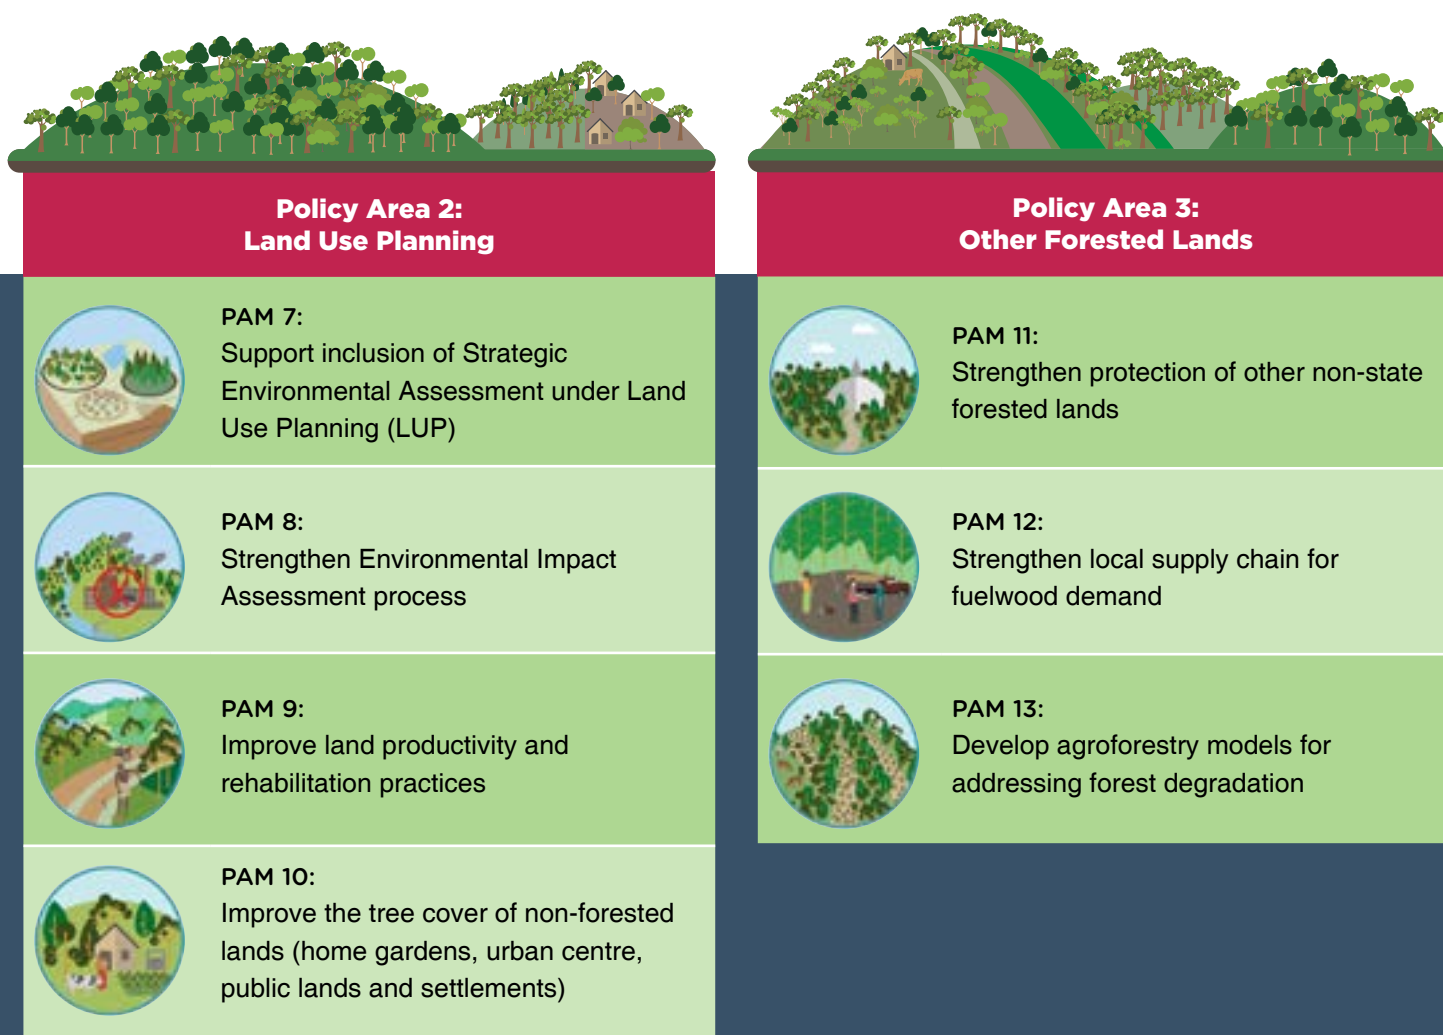 Policy Area 2:
Land Use Planning
PAM 7:
Support inclusion of Strategic
Environmental Assessment under Land
Use Planning (LUP)
PAM 8:
Strengthen Environmental Impact
Assessment process
PAM 9:
Improve land productivity and
rehabilitation practices
PAM 10:
Improve the tree cover of non-forested
lands (home gardens, urban centre,
public lands and settlements)
Policy Area 3:
Other Forested Lands
PAM 11:
Strengthen protection of other non-state
forested lands
PAM 12:
Strengthen local supply chain for
fuelwood demand
PAM 13:
Develop agroforestry models for
addressing forest degradation